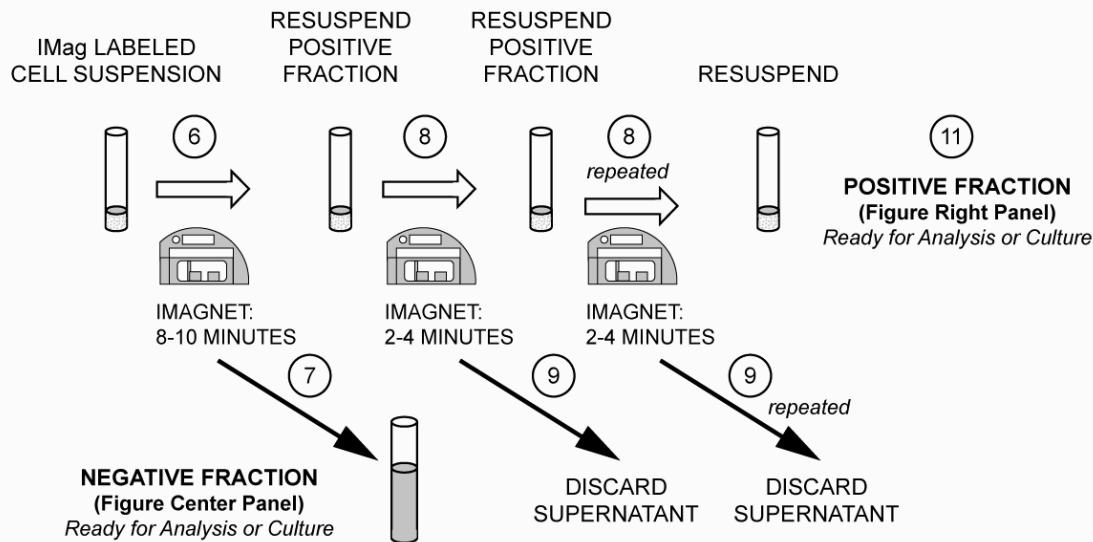 IMag LABELED
CELL SUSPENSION
RESUSPEND
POSITIVE
FRACTION
RESUSPEND
POSITIVE
FRACTION
RESUSPEND
6
8
8
repeated
11
POSITIVE FRACTION
(Figure Right Panel)
Ready for Analysis or Culture
IMAGNET:
8-10 MINUTES
IMAGNET:
2-4 MINUTES
IMAGNET:
2-4 MINUTES
7
9
9
repeated
NEGATIVE FRACTION
(Figure Center Panel)
Ready for Analysis or Culture
DISCARD
SUPERNATANT
DISCARD
SUPERNATANT